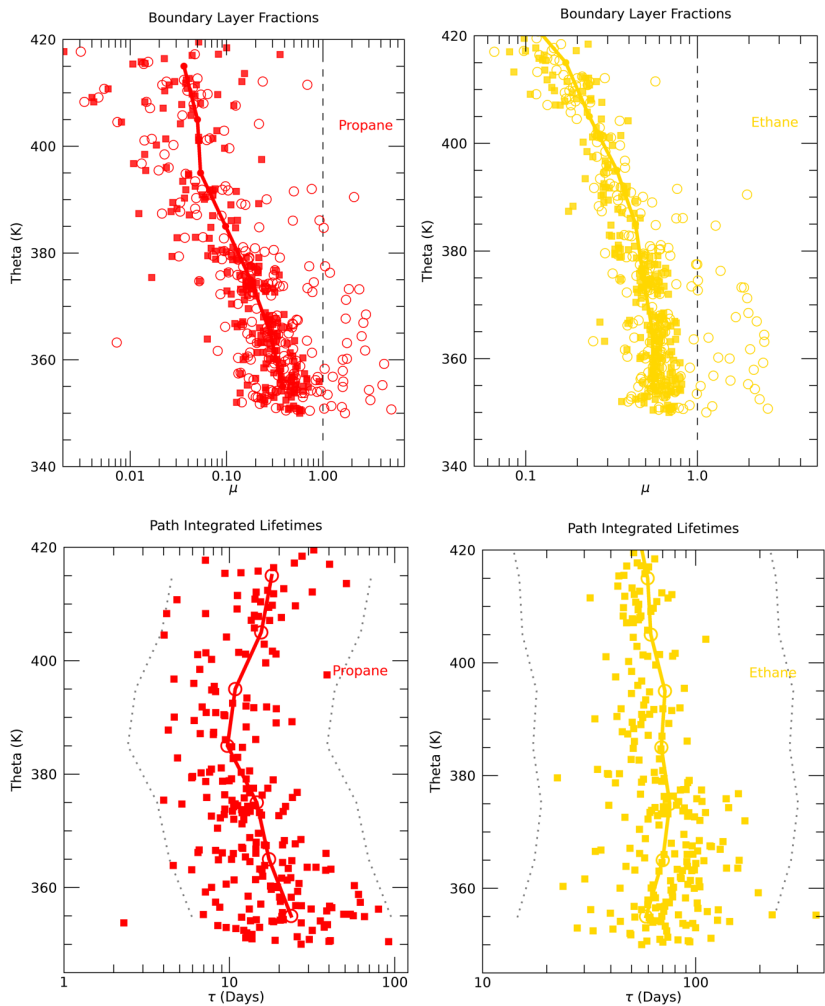 Boundary Layer Fractions
Boundary Layer Fractions
420
400
380
360
340
Theta (K)
Propane
0.01
0.10
1.00
μ
420
400
380
360
340
Theta (K)
Ethane
0.1
1.0
μ
Path Integrated Lifetimes
Path Integrated Lifetimes
420
400
380
360
Theta (K)
Propane
1
10
100
τ (Days)
420
400
380
360
Theta (K)
Ethane
10
100
τ (Days)